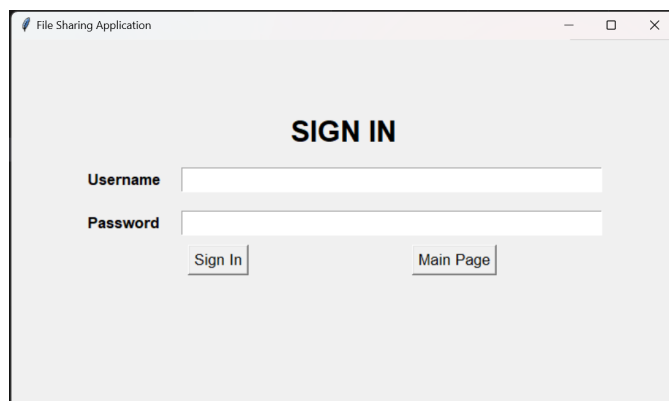 File Sharing Application
SIGN IN
Username
Password
Sign In Main Page